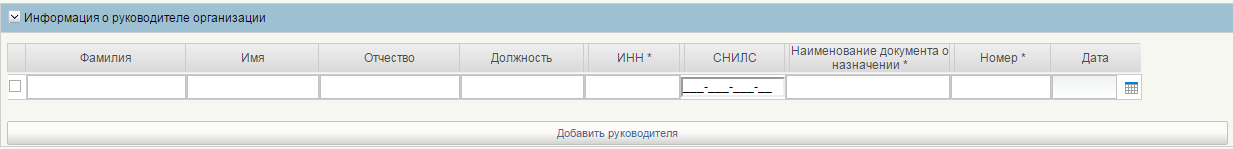 Информация о руководителе организации
Фамилия Имя Отчество Должность ИНН * СНИЛС Наименование документа о назначении * Номер * Дата
___-___-___-__
Добавить руководителя